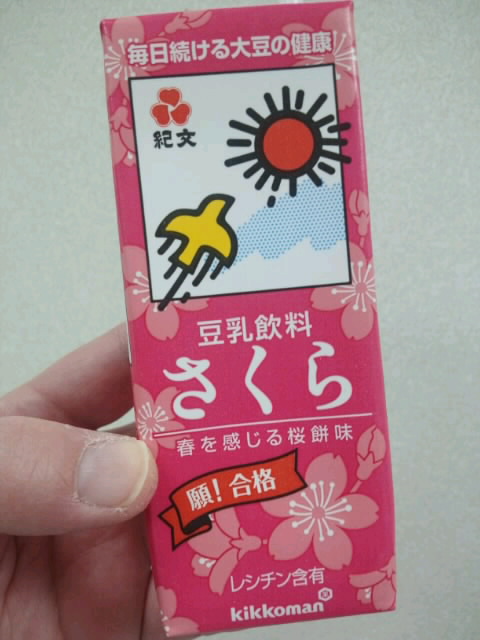 毎日続ける大豆の健康
紀文
豆乳飲料
さくら
春を感じる桜餅味
願!合格
レシチン含有
kikkoman